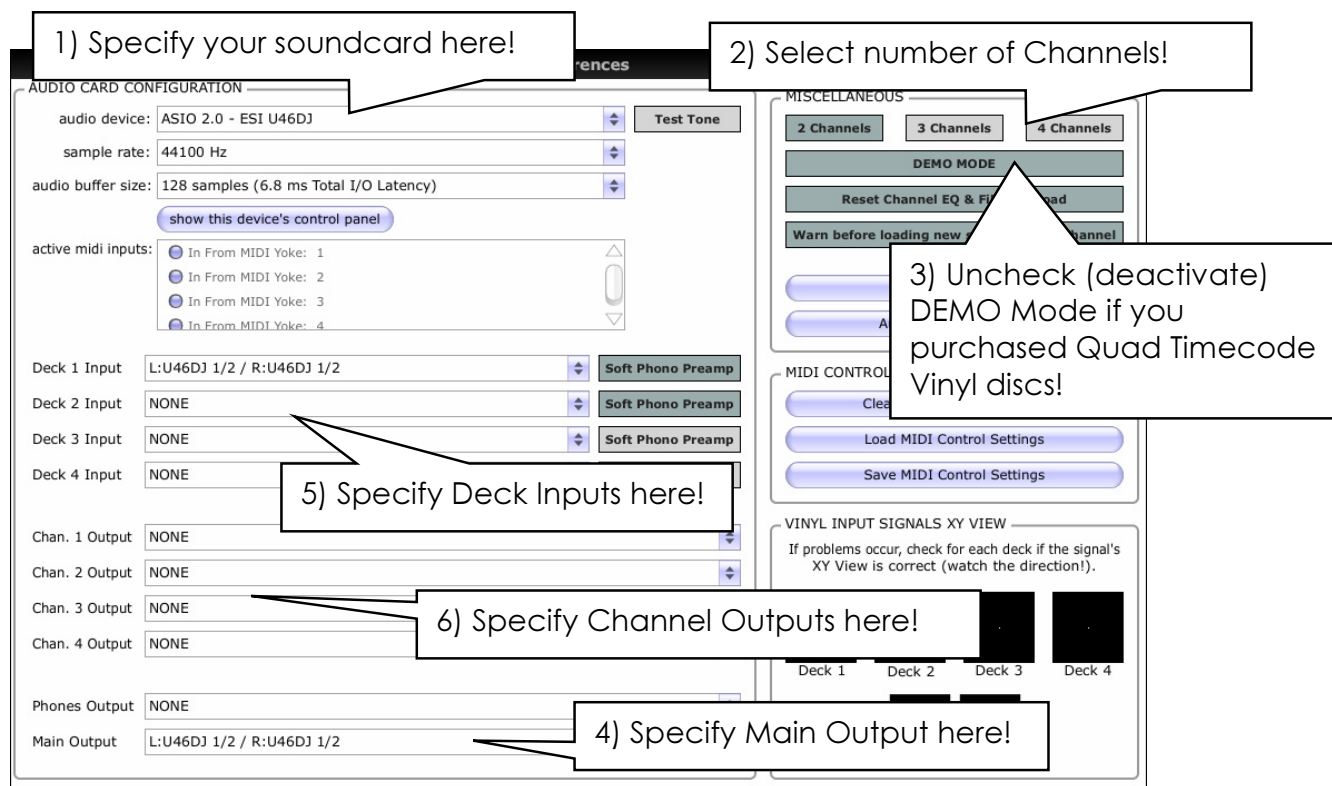 1) Specify your soundcard here!
2) Select number of Channels!
rences
AUDIO CARD CONFIGURATION
audio device: ASIO 2.0 - ESI U46DJ Test Tone
sample rate: 44100 Hz
audio buffer size: 128 samples (6.8 ms Total I/O Latency)
show this device's control panel
active midi inputs: In From MIDI Yoke: 1
In From MIDI Yoke: 2
In From MIDI Yoke: 3
In From MIDI Yoke: 4
Deck 1 Input L:U46DJ 1/2 / R:U46DJ 1/2 Soft Phono Preamp
Deck 2 Input NONE Soft Phono Preamp
Deck 3 Input NONE Soft Phono Preamp
Deck 4 Input NONE
5) Specify Deck Inputs here!
Chan. 1 Output NONE
Chan. 2 Output NONE
Chan. 3 Output NONE
Chan. 4 Output NONE
6) Specify Channel Outputs here!
Phones Output NONE
Main Output L:U46DJ 1/2 / R:U46DJ 1/2
4) Specify Main Output here!
MISCELLANEOUS
2 Channels 3 Channels 4 Channels
DEMO MODE
Reset Channel EQ & Fi oad
Warn before loading new hannel
3) Uncheck (deactivate)
DEMO Mode if you
purchased Quad Timecode
Vinyl discs!
A
MIDI CONTROL
Clea
Load MIDI Control Settings
Save MIDI Control Settings
VINYL INPUT SIGNALS XY VIEW
If problems occur, check for each deck if the signal's
XY View is correct (watch the direction!).
Deck 1 Deck 2 Deck 3 Deck 4